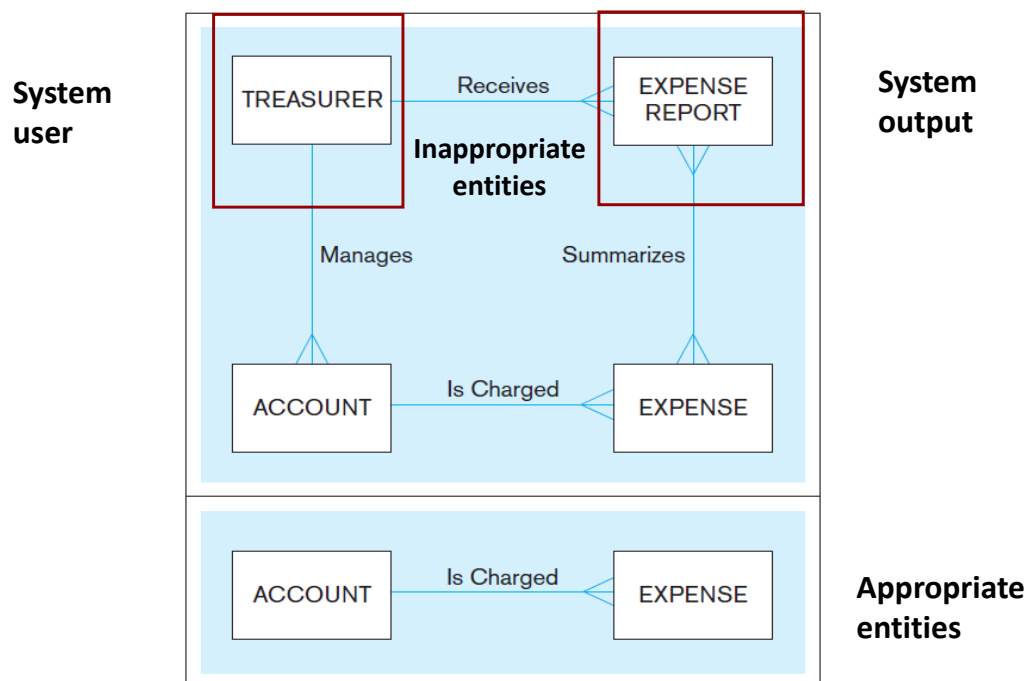 System
user
TREASURER
Receives
EXPENSE
REPORT
System
output
Inappropriate
entities
Manages
Summarizes
ACCOUNT
Is Charged
EXPENSE
ACCOUNT
Is Charged
EXPENSE
Appropriate
entities